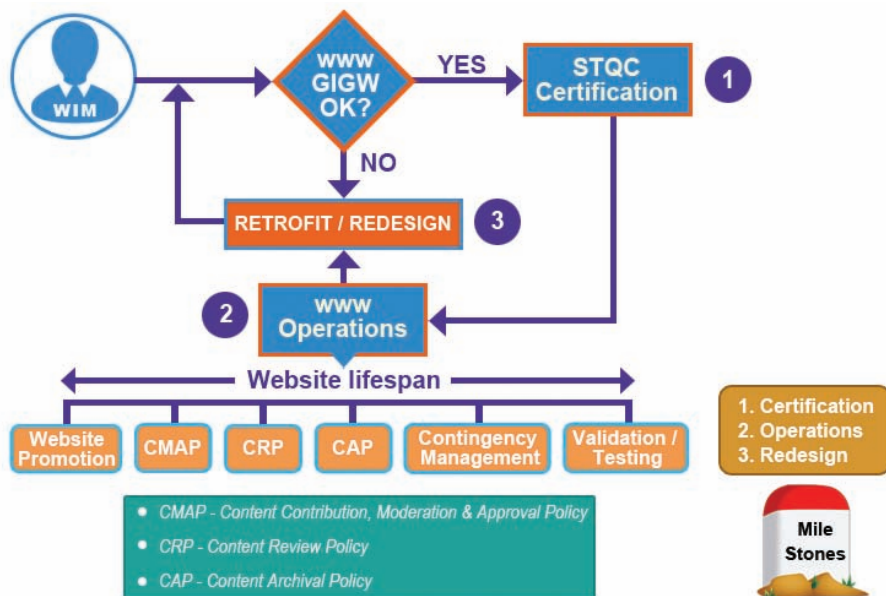 WIM
www
GIGW
OK?
YES
STQC
Certification
1
NO
RETROFIT / REDESIGN
3
2
www
Operations
Website lifespan
Website
Promotion
CMAP
CRP
CAP
Contingency
Management
Validation /
Testing
1. Certification
2. Operations
3. Redesign
• CMAP - Content Contribution, Moderation & Approval Policy
• CRP - Content Review Policy
• CAP - Content Archival Policy
Mile
Stones